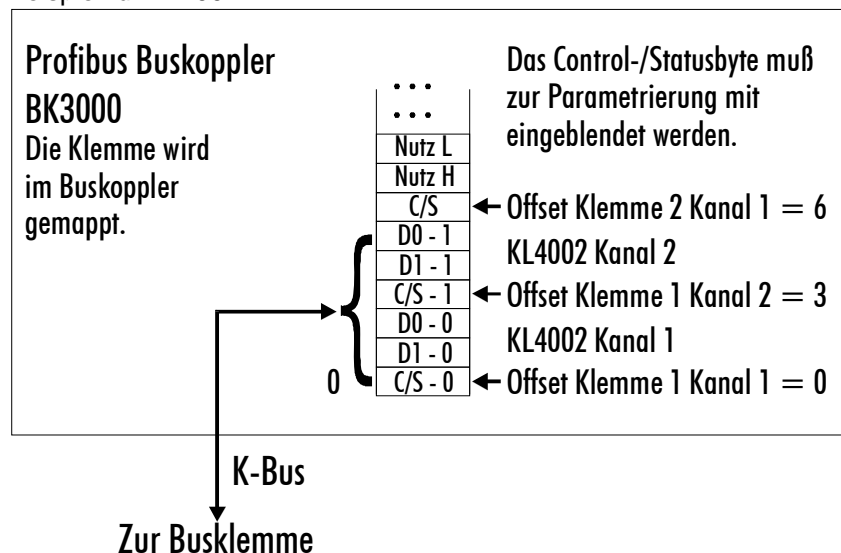 Profibus Buskoppler
BK3000
Die Klemme wird
im Buskoppler
gemappt.
Das Control-/Statusbyte muß
zur Parametrierung mit
eingeblendet werden.
...
...
Nutz L
Nutz H
C/S
Offset Klemme 2 Kanal 1 = 6
D0 - 1
KL4002 Kanal 2
D1 - 1
C/S - 1
Offset Klemme 1 Kanal 2 = 3
D0 - 0
KL4002 Kanal 1
D1 - 0
0
C/S - 0
Offset Klemme 1 Kanal 1 = 0
K-Bus
Zur Busklemme